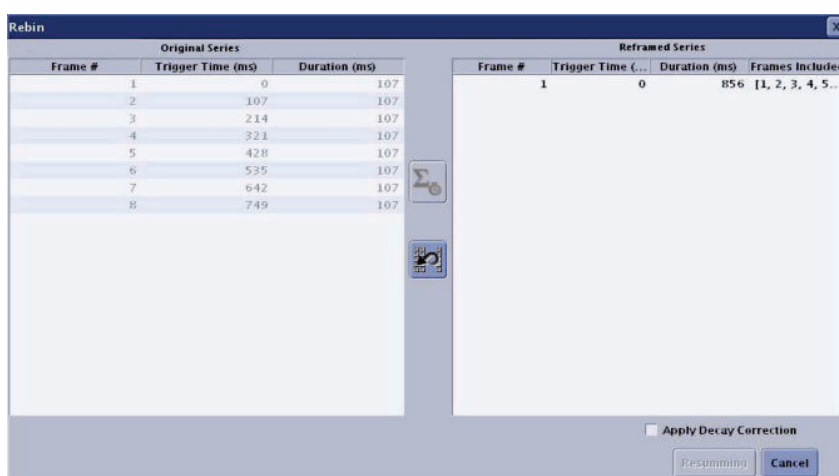 Rebin
Original Series
Frame # Trigger Time (ms) Duration (ms)
1 0 107
2 107 107
3 214 107
4 321 107
5 428 107
6 535 107
7 642 107
8 749 107
Σ
Reframed Series
Frame # Trigger Time (... Duration (ms) Frames Include
1 0 856 [1, 2, 3, 4, 5...
Apply Decay Correction
Resumming Cancel